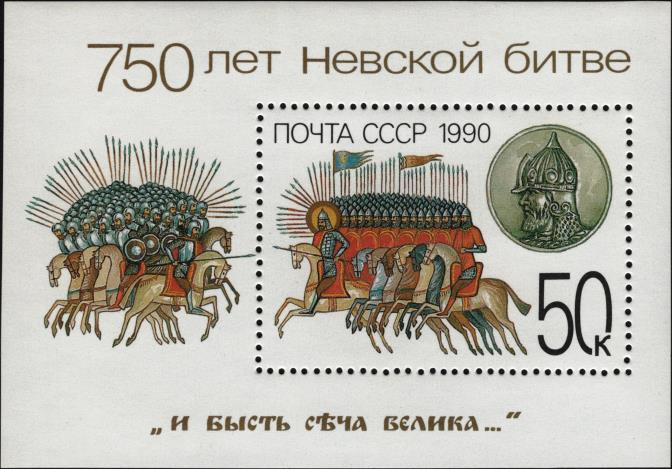 750 лет Невской битве
ПОЧТА СССР 1990
50к
„И БЫСТЬ СѢЧА ВЕЛИКА..."